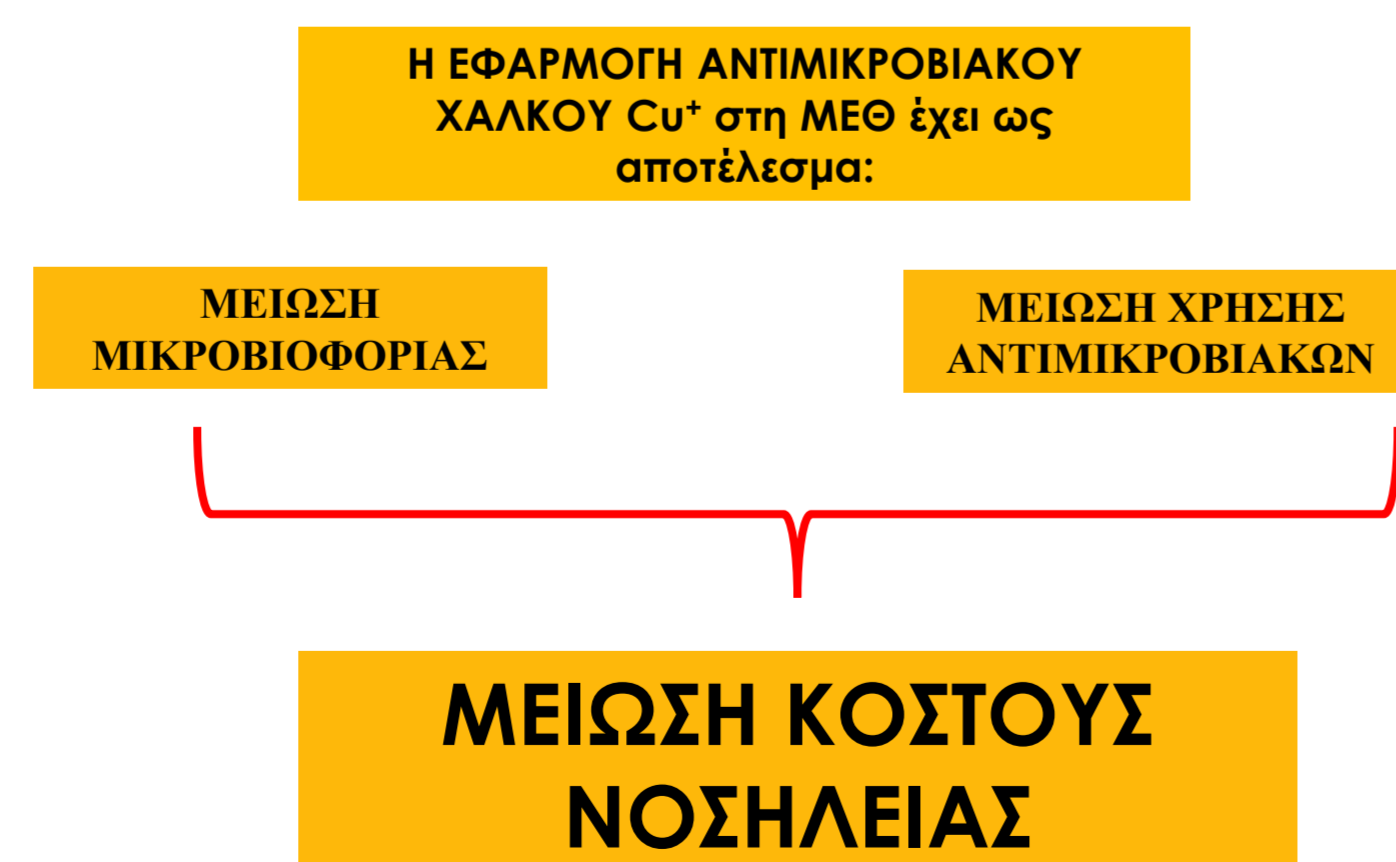 Η ΕΦΑΡΜΟΓΗ ΑΝΤΙΜΙΚΡΟΒΙΑΚΟΥ
ΧΑΛΚΟΥ Cu⁺ στη ΜΕΘ έχει ως
αποτέλεσμα:
ΜΕΙΩΣΗ
ΜΙΚΡΟΒΙΟΦΟΡΙΑΣ
ΜΕΙΩΣΗ ΧΡΗΣΗΣ
ΑΝΤΙΜΙΚΡΟΒΙΑΚΩΝ
ΜΕΙΩΣΗ ΚΟΣΤΟΥΣ
ΝΟΣΗΛΕΙΑΣ